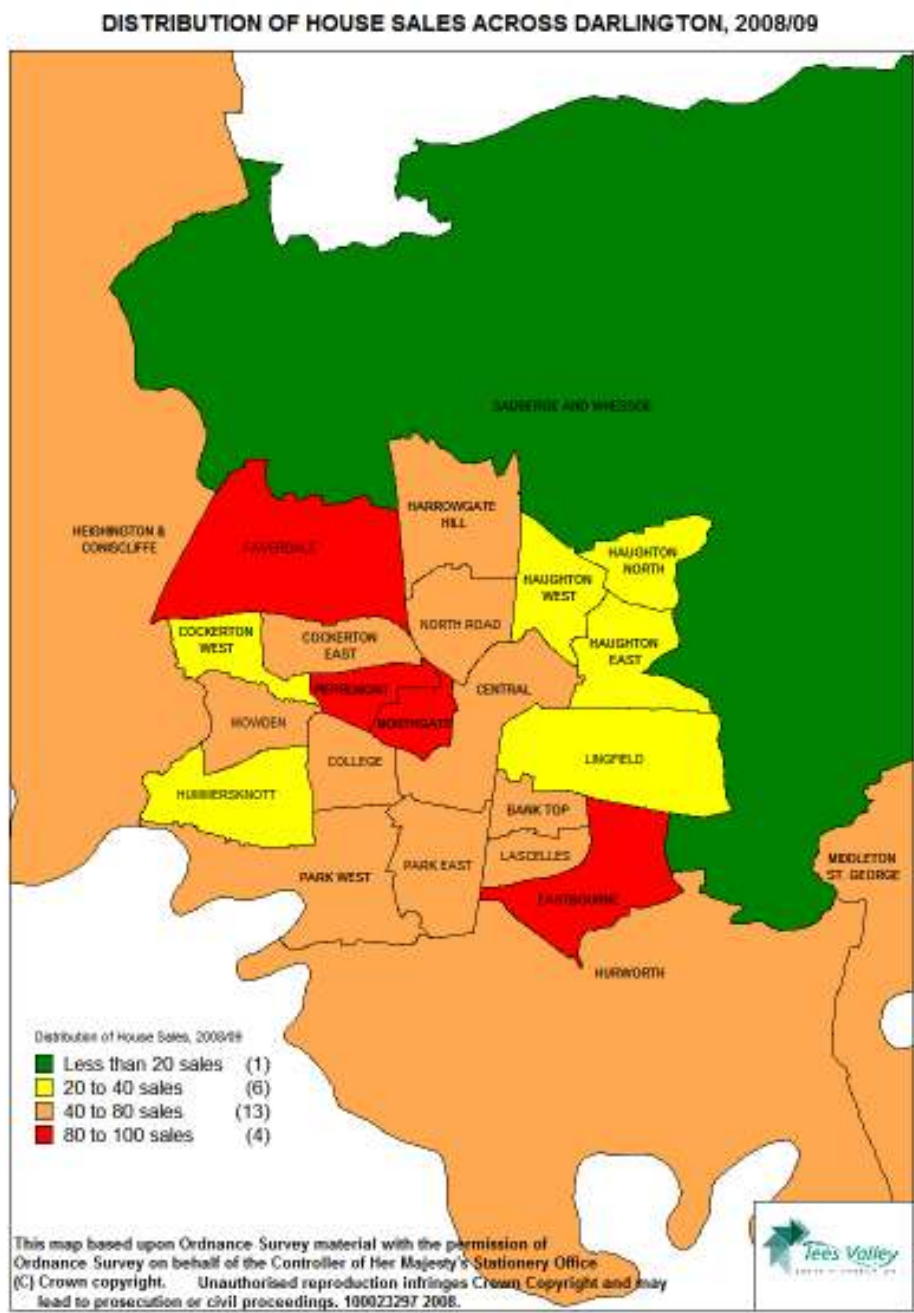 DISTRIBUTION OF HOUSE SALES ACROSS DARLINGTON, 2008/09
SADBERGE AND WHESSOE
HARROWGATE
HILL
HEIGHINGTON &
CONISCLIFFE
FAVERDALE
HAUGHTON
NORTH
HAUGHTON
WEST
NORTH ROAD
COCKERTON
WEST
COCKERTON
EAST
HAUGHTON
EAST
PIERREMONT
CENTRAL
MOWDEN
NORTHGATE
COLLEGE
LINGFIELD
HUMMERSKNOTT
BANK TOP
LASCELLES
PARK EAST
PARK WEST
MIDDLETON
ST. GEORGE
EASTBOURNE
HURWORTH
Distribution of House Sales, 2008/09
Less than 20 sales (1)
20 to 40 sales (6)
40 to 80 sales (13)
80 to 100 sales (4)
This map based upon Ordnance Survey material with the permission of
Ordnance Survey on behalf of the Controller of Her Majesty's Stationery Office
(C) Crown copyright. Unauthorised reproduction infringes Crown Copyright and may
lead to prosecution or civil proceedings. 100023297 2008.
Tees Valley